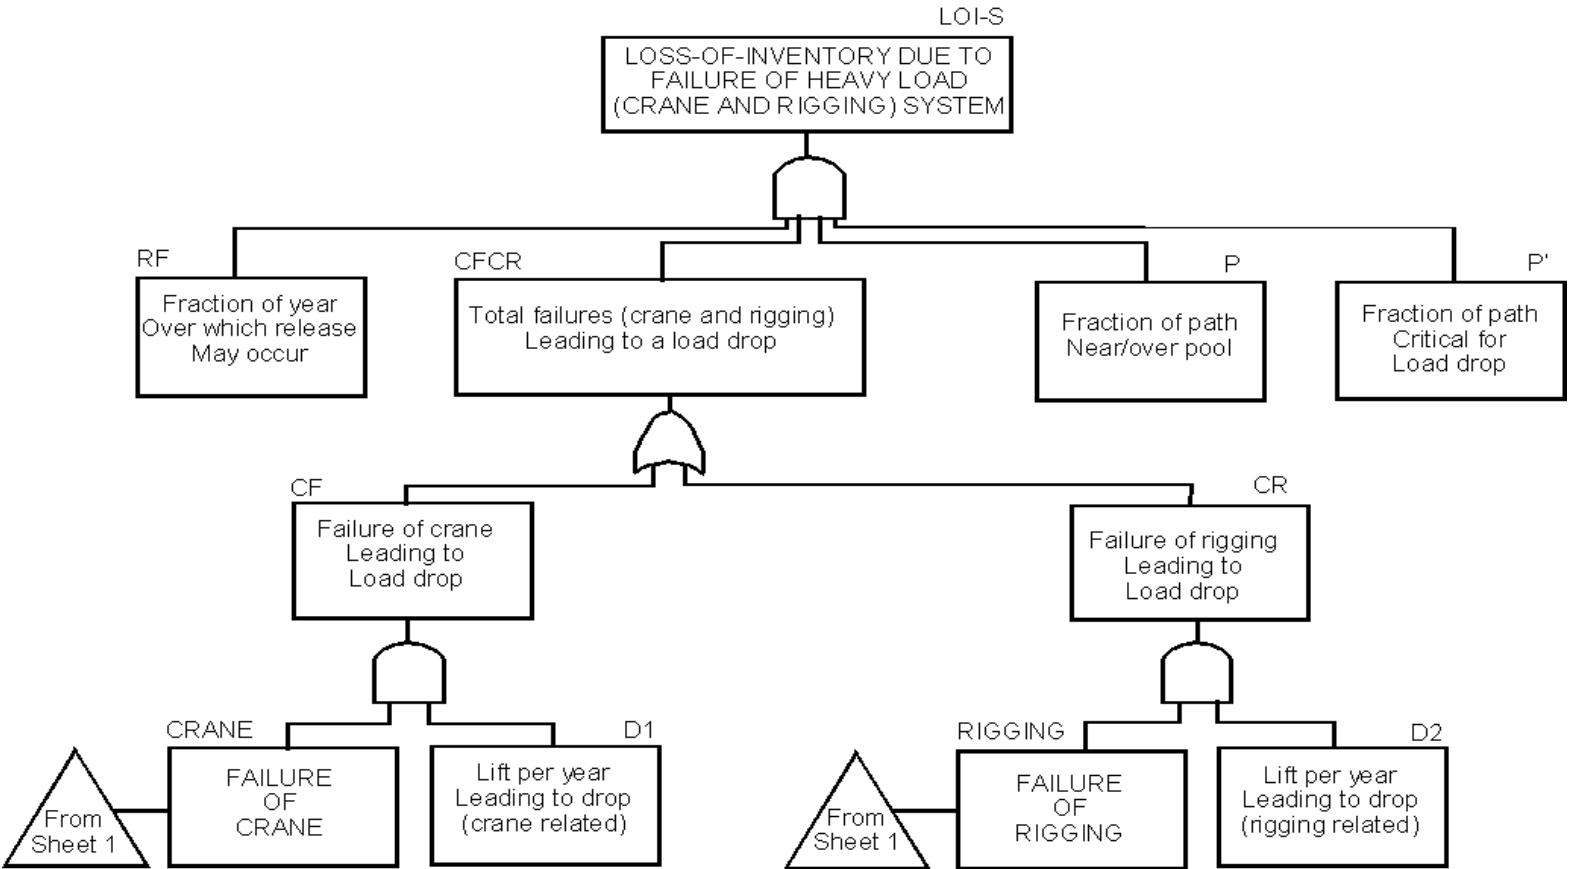 LOI-S
LOSS-OF-INVENTORY DUE TO
FAILURE OF HEAVY LOAD
(CRANE AND RIGGING) SYSTEM
RF
Fraction of year
Over which release
May occur
CFCR
Total failures (crane and rigging)
Leading to a load drop
P
Fraction of path
Near/over pool
P'
Fraction of path
Critical for
Load drop
CF
Failure of crane
Leading to
Load drop
CR
Failure of rigging
Leading to
Load drop
From
Sheet 1
CRANE
FAILURE
OF
CRANE
D1
Lift per year
Leading to drop
(crane related)
From
Sheet 1
RIGGING
FAILURE
OF
RIGGING
D2
Lift per year
Leading to drop
(rigging related)